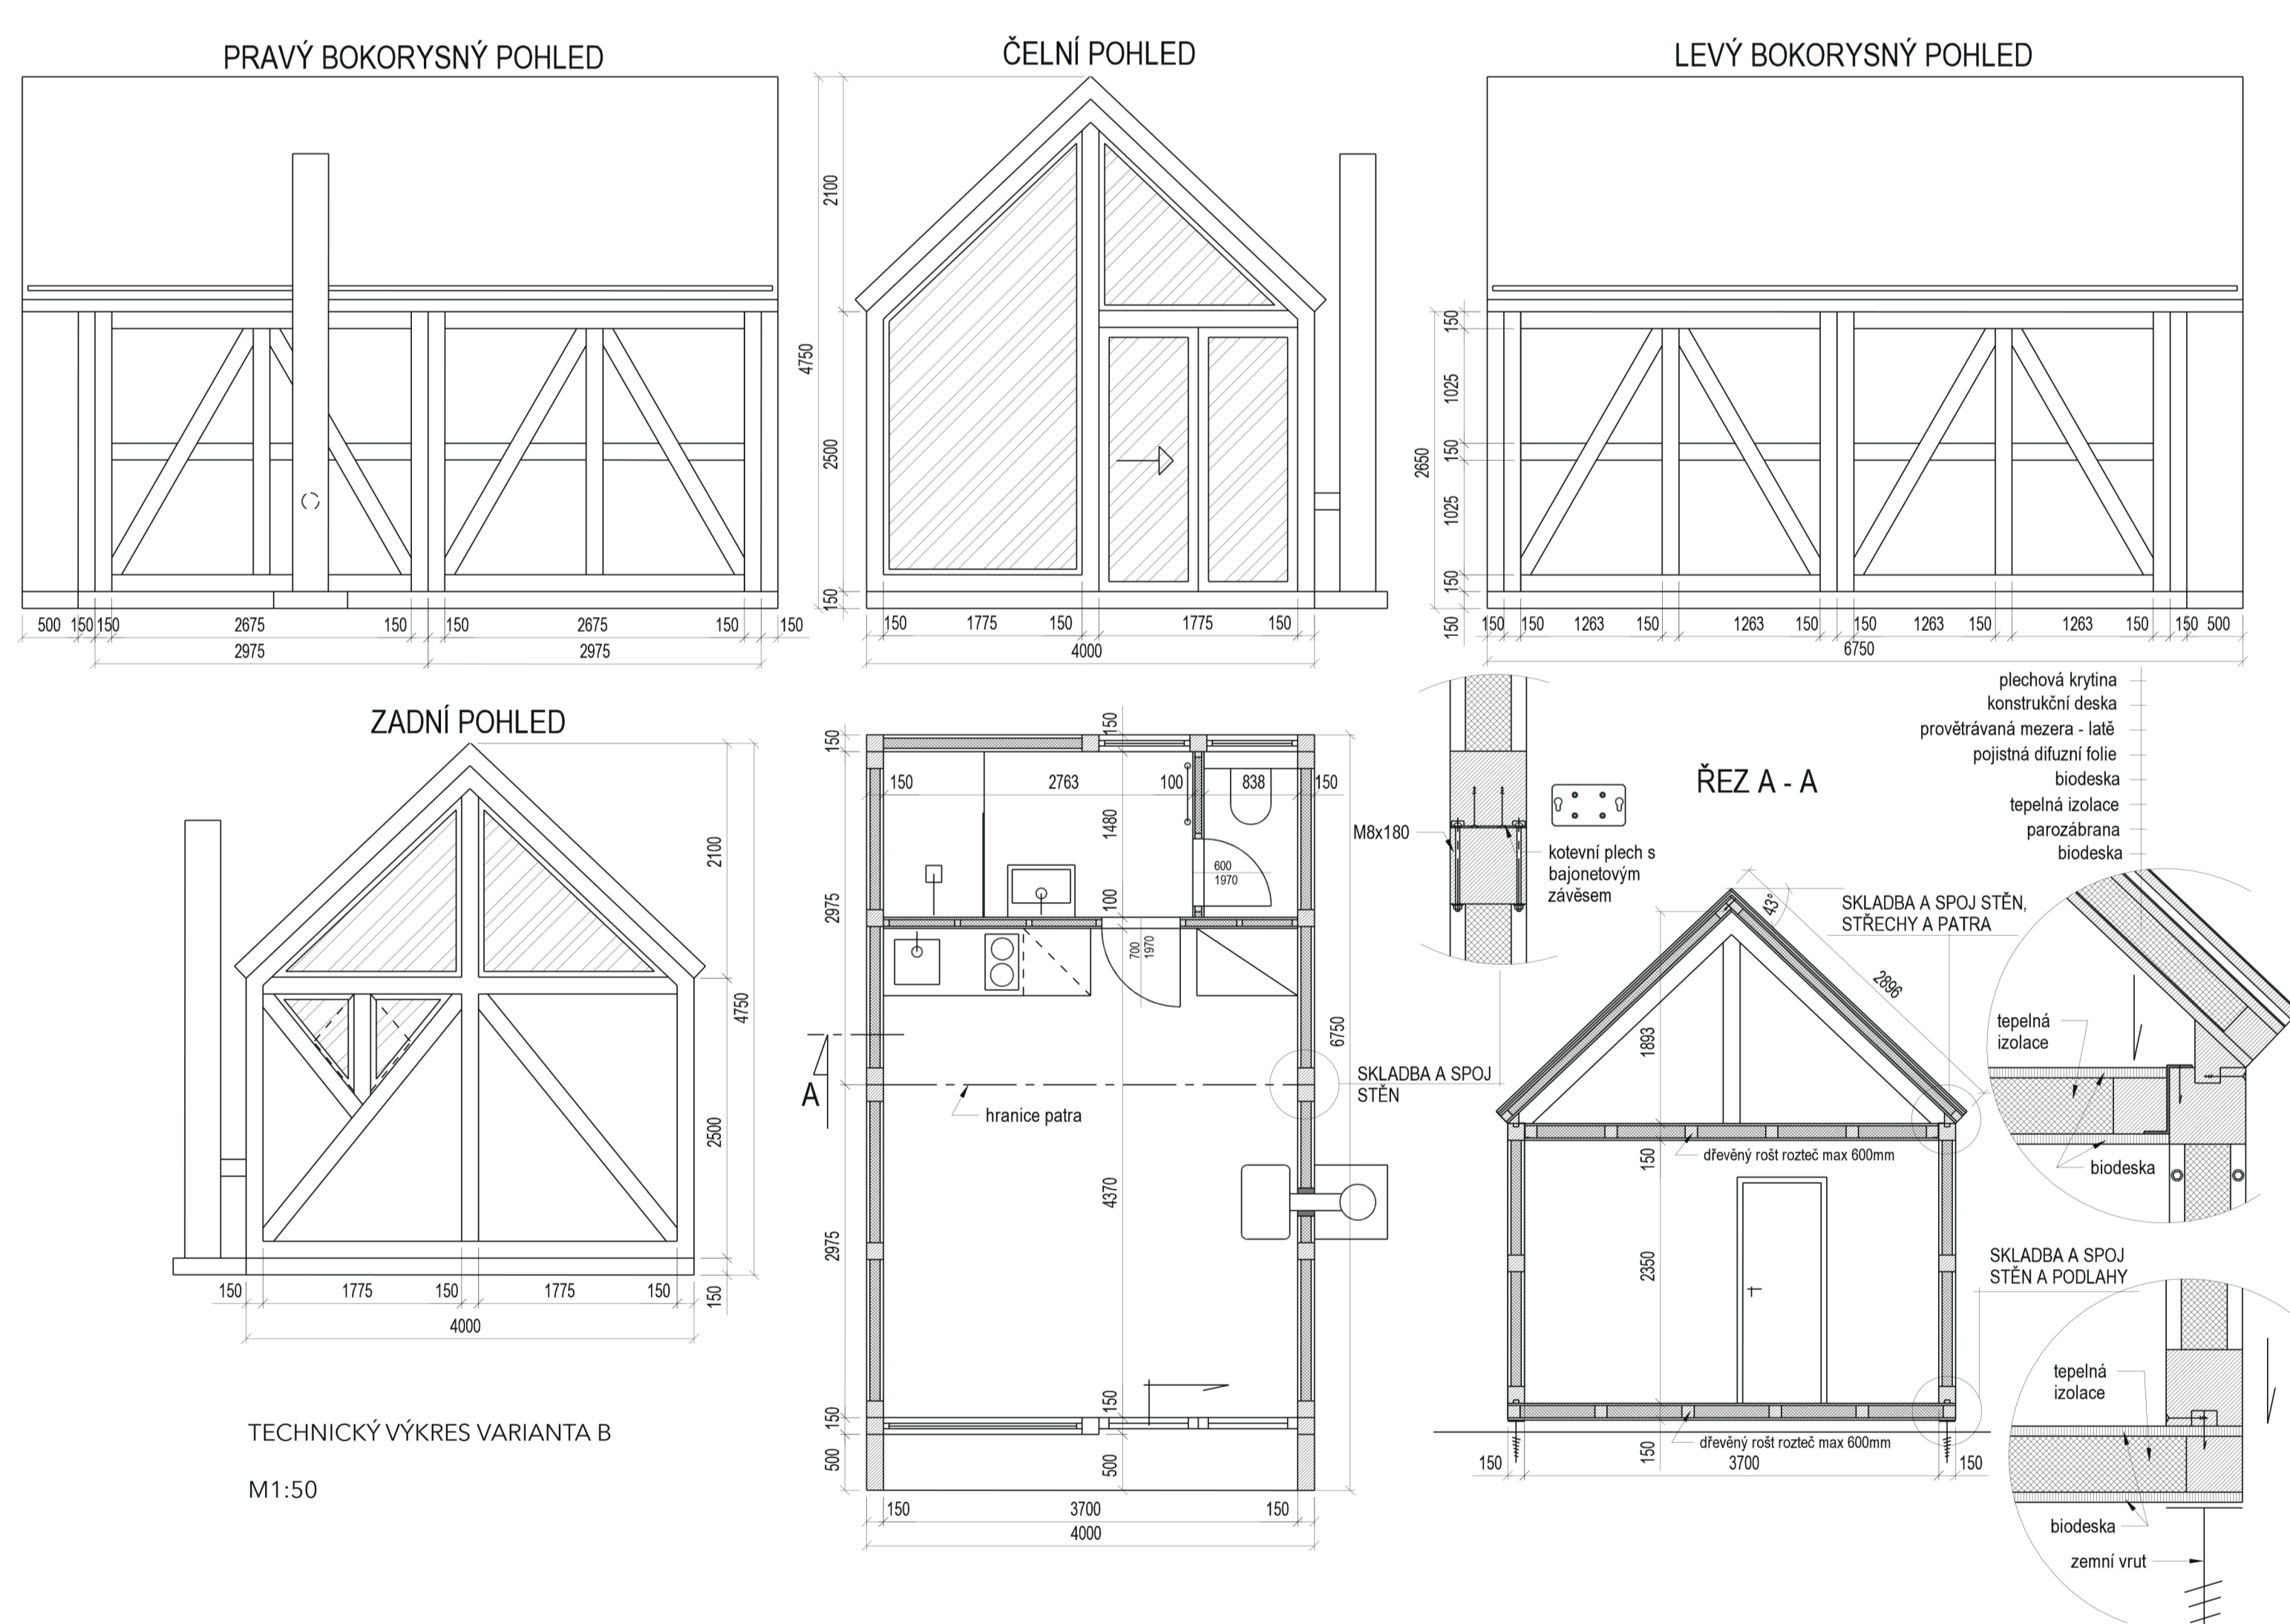 PRAVÝ BOKORYSNÝ POHLED
500 150 150 2675 150 150 2675 150 150
2975 2975
ČELNÍ POHLED
2100
4750
2500
150
150 1775 150 1775 150
4000
LEVÝ BOKORYSNÝ POHLED
150
1025
150
2650
1025
150
150
150 150 1263 150 1263 150 150 1263 150 1263 150 150 500
6750
ZADNÍ POHLED
2100
4750
2500
150
150 1775 150 1775 150
4000
TECHNICKÝ VÝKRES VARIANTA B
M1:50
150
150
150 2763 100 838 150
1480
600
1970
100
2975
700
1970
6750
A
hranice patra
SKLADBA A SPOJ
STĚN
4370
2975
150
150
500
500
150 3700 150
4000
M8x180
kotevní plech s
bajonetovým
závěsem
ŘEZ A - A
plechová krytina
konstrukční deska
provětrávaná mezera - latě
pojistná difuzní folie
biodeska
tepelná izolace
parozábrana
biodeska
43°
SKLADBA A SPOJ STĚN,
STŘECHY A PATRA
2896
1893
tepelná
izolace
150
dřevěný rošt rozteč max 600mm
biodeska
2350
SKLADBA A SPOJ
STĚN A PODLAHY
tepelná
izolace
150
dřevěný rošt rozteč max 600mm
150 3700 150
biodeska
zemní vrut